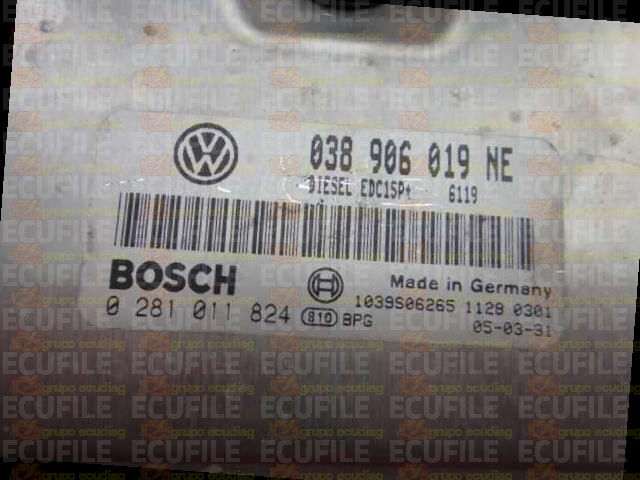 038 906 019 NE
DIESEL EDC15P+ 6119
BOSCH
Made in Germany
0 281 011 824
1039S06265 1128 0301
810 BPG
05-03-31
ECUFILE
grupo ecudiag